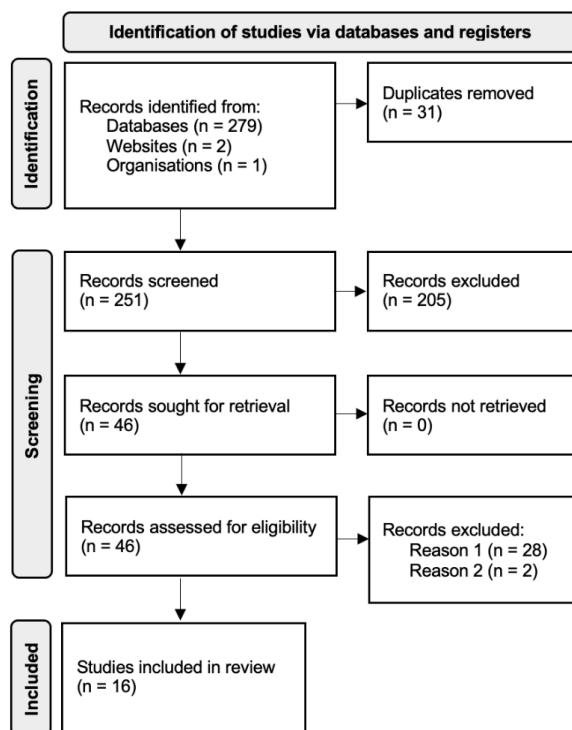 Identification of studies via databases and registers
Identification
Records identified from:
Databases (n = 279)
Websites (n = 2)
Organisations (n = 1)
Duplicates removed
(n = 31)
Screening
Records screened
(n = 251)
Records excluded
(n = 205)
Records sought for retrieval
(n = 46)
Records not retrieved
(n = 0)
Records assessed for eligibility
(n = 46)
Records excluded:
Reason 1 (n = 28)
Reason 2 (n = 2)
Included
Studies included in review
(n = 16)